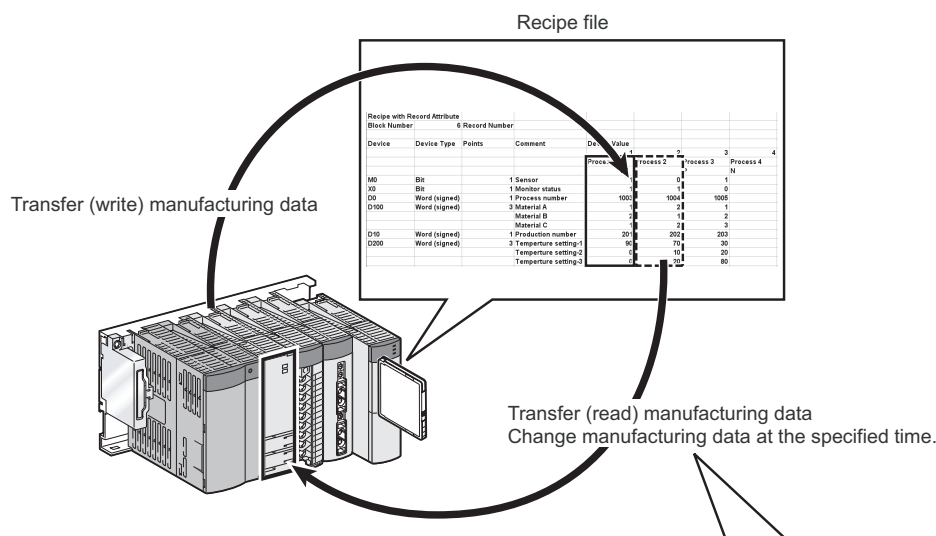 Recipe file
Recipe with Record Attribute
Block Number 6 Record Number
Device Device Type Points Comment Value
1 2 3 4
Process 2 Process 3 Process 4
N
M0 Bit 1 Sensor 1 0 1
X0 Bit 1 Monitor status 1 1 0
D0 Word (signed) 1 Process number 1003 1004 1005
D100 Word (signed) 3 Material A 1 2 1
Material B 2 1 2
Material C 1 2 3
D10 Word (signed) 1 Production number 201 202 203
D200 Word (signed) 3 Temperture setting-1 90 70 30
Temperture setting-2 0 10 20
Temperture setting-3 0 20 80
Transfer (write) manufacturing data
Transfer (read) manufacturing data
Change manufacturing data at the specified time.